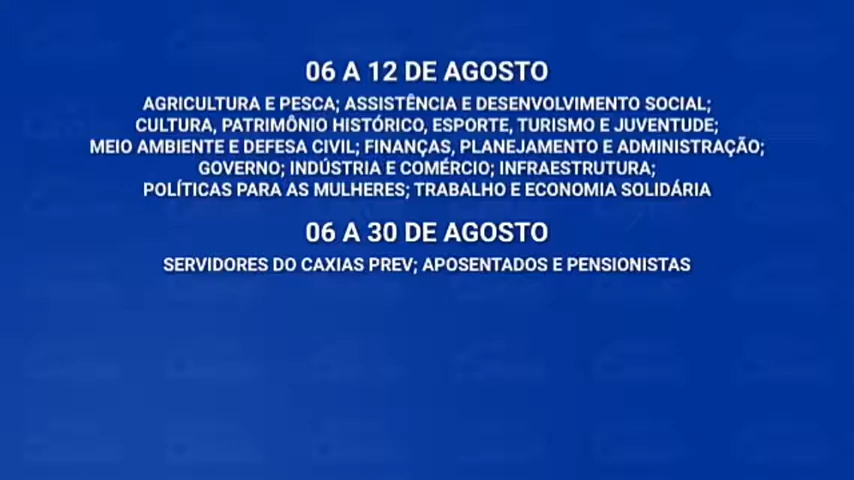 06 A 12 DE AGOSTO
AGRICULTURA E PESCA; ASSISTÊNCIA E DESENVOLVIMENTO SOCIAL;
CULTURA, PATRIMÔNIO HISTÓRICO, ESPORTE, TURISMO E JUVENTUDE;
MEIO AMBIENTE E DEFESA CIVIL; FINANÇAS, PLANEJAMENTO E ADMINISTRAÇÃO;
GOVERNO; INDÚSTRIA E COMÉRCIO; INFRAESTRUTURA;
POLÍTICAS PARA AS MULHERES; TRABALHO E ECONOMIA SOLIDÁRIA
06 A 30 DE AGOSTO
SERVIDORES DO CAXIAS PREV; APOSENTADOS E PENSIONISTAS